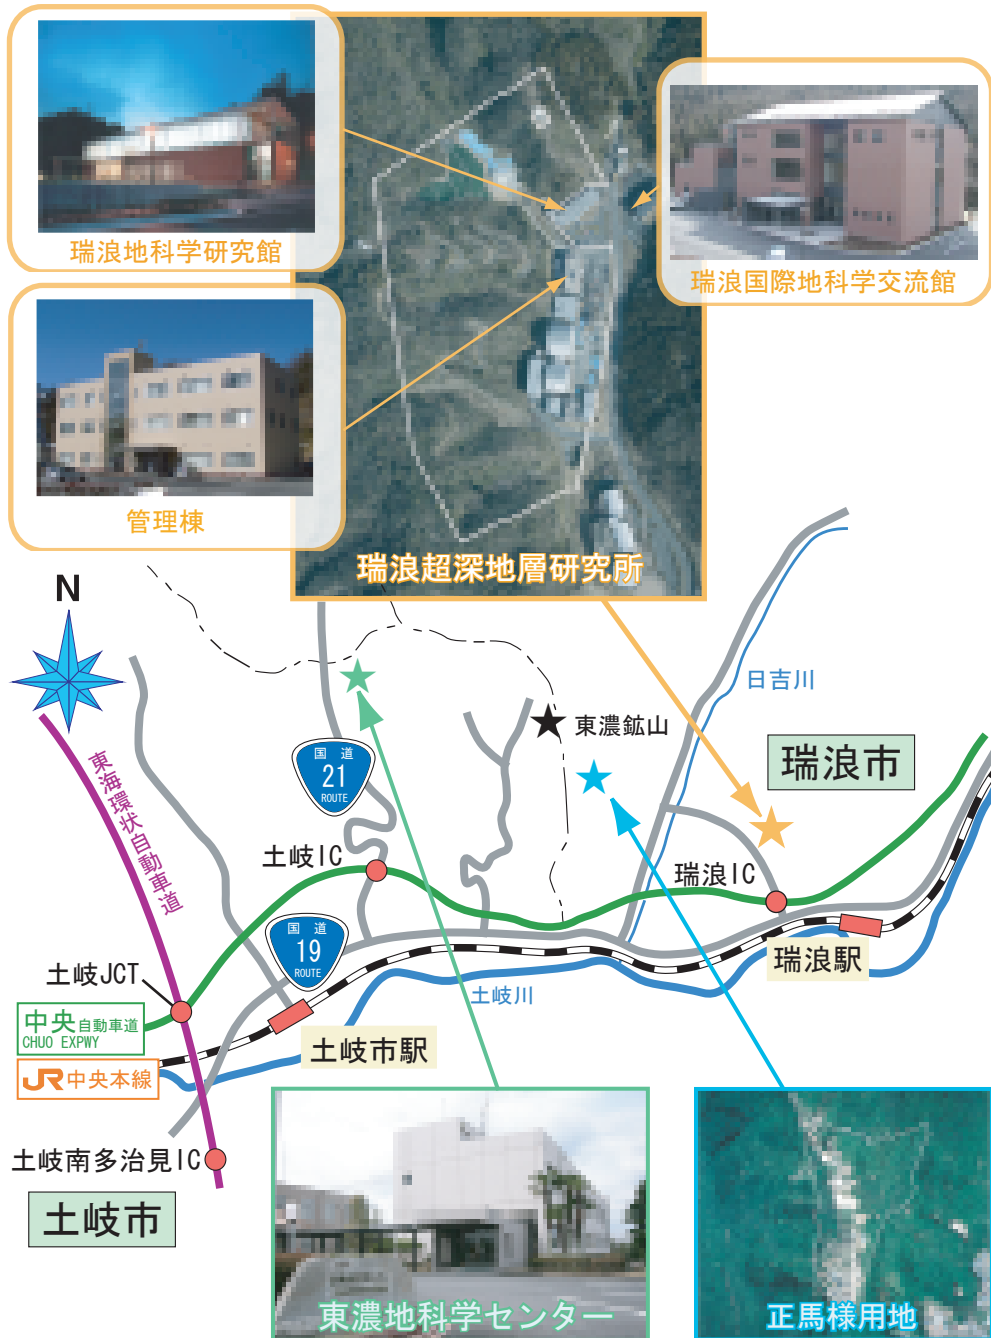 瑞浪地科学研究館
瑞浪国際地科学交流館
管理棟
瑞浪超深地層研究所
N
日吉川
東濃鉱山
瑞浪市
国道
21
ROUTE
東海環状自動車道
土岐IC
瑞浪IC
国道
19
ROUTE
瑞浪駅
土岐JCT
土岐川
中央自動車道
CHUO EXPWY
土岐市駅
JR中央本線
土岐南多治見IC
土岐市
東濃地科学センター
正馬様用地